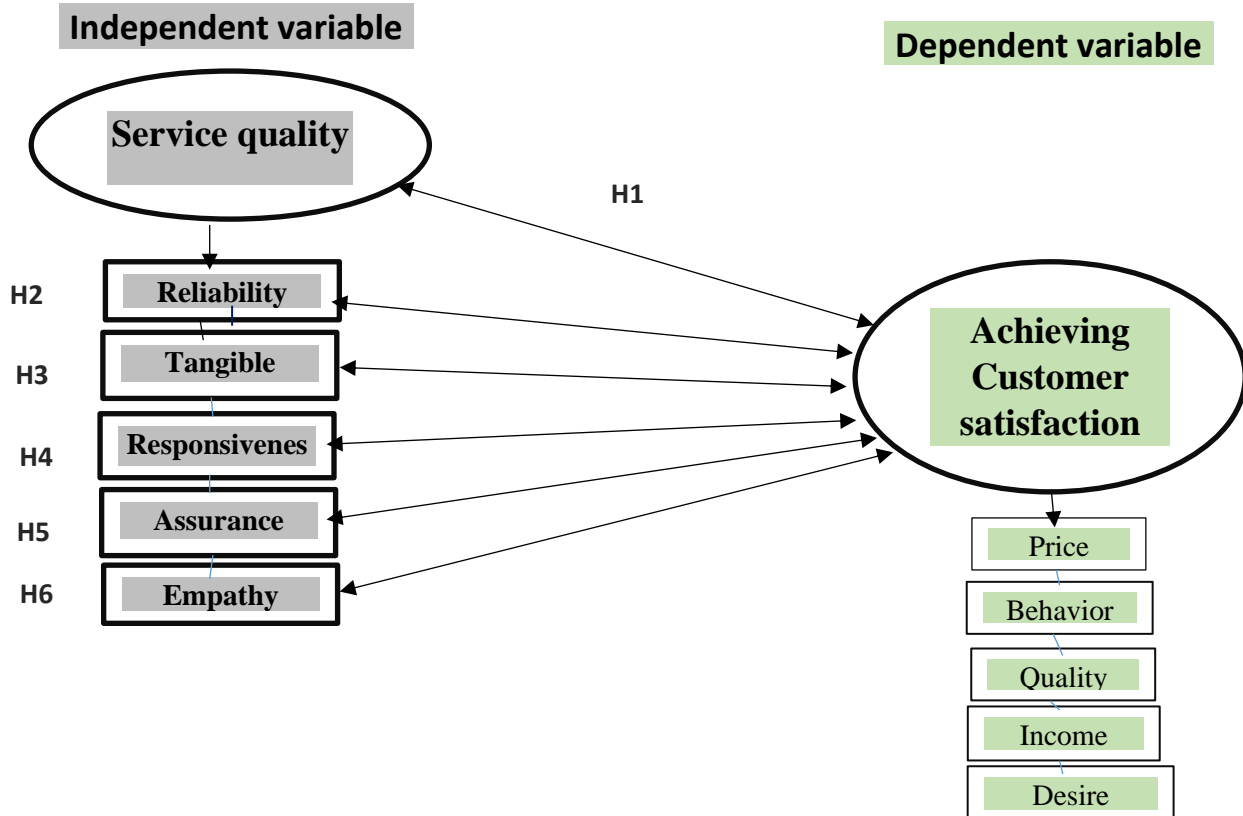 Independent variable
Dependent variable
Service quality
H1
H2
Reliability
H3
Tangible
H4
Responsivenes
H5
Assurance
H6
Empathy
Achieving
Customer
satisfaction
Price
Behavior
Quality
Income
Desire